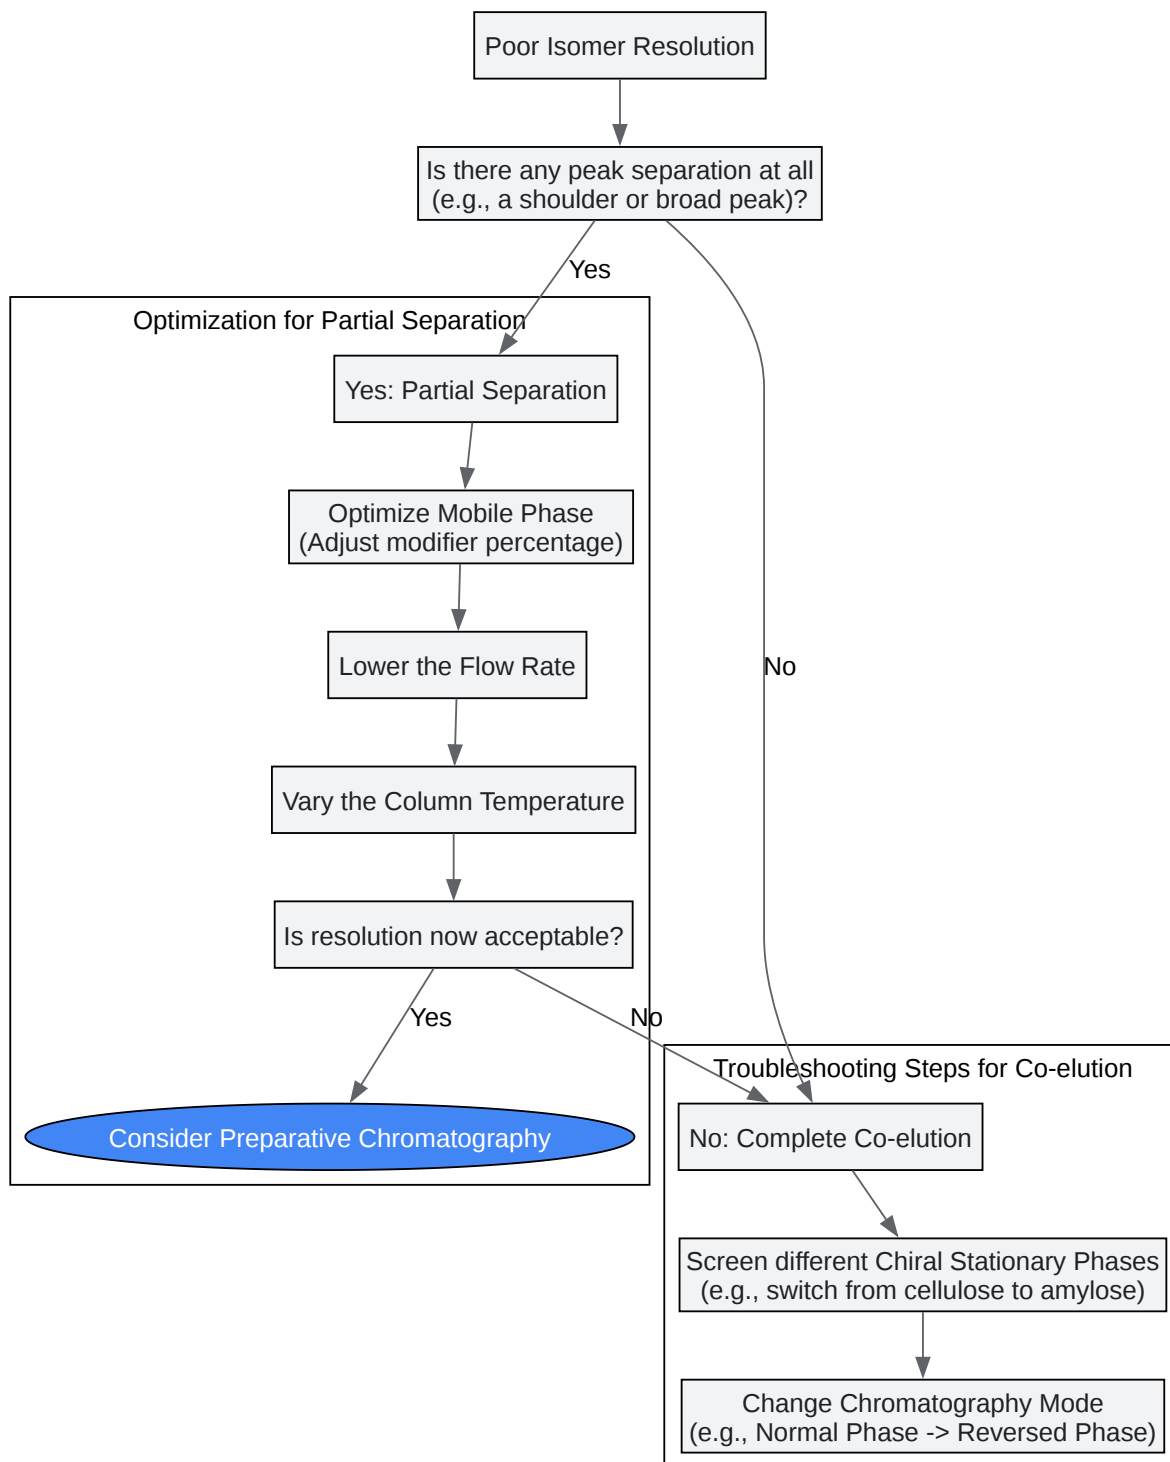 Poor Isomer Resolution
Is there any peak separation at all
(e.g., a shoulder or broad peak)?
Yes
No
Optimization for Partial Separation
Yes: Partial Separation
Optimize Mobile Phase
(Adjust modifier percentage)
Lower the Flow Rate
Vary the Column Temperature
Is resolution now acceptable?
Yes
No
Consider Preparative Chromatography
Troubleshooting Steps for Co-elution
No: Complete Co-elution
Screen different Chiral Stationary Phases
(e.g., switch from cellulose to amylose)
Change Chromatography Mode
(e.g., Normal Phase -> Reversed Phase)